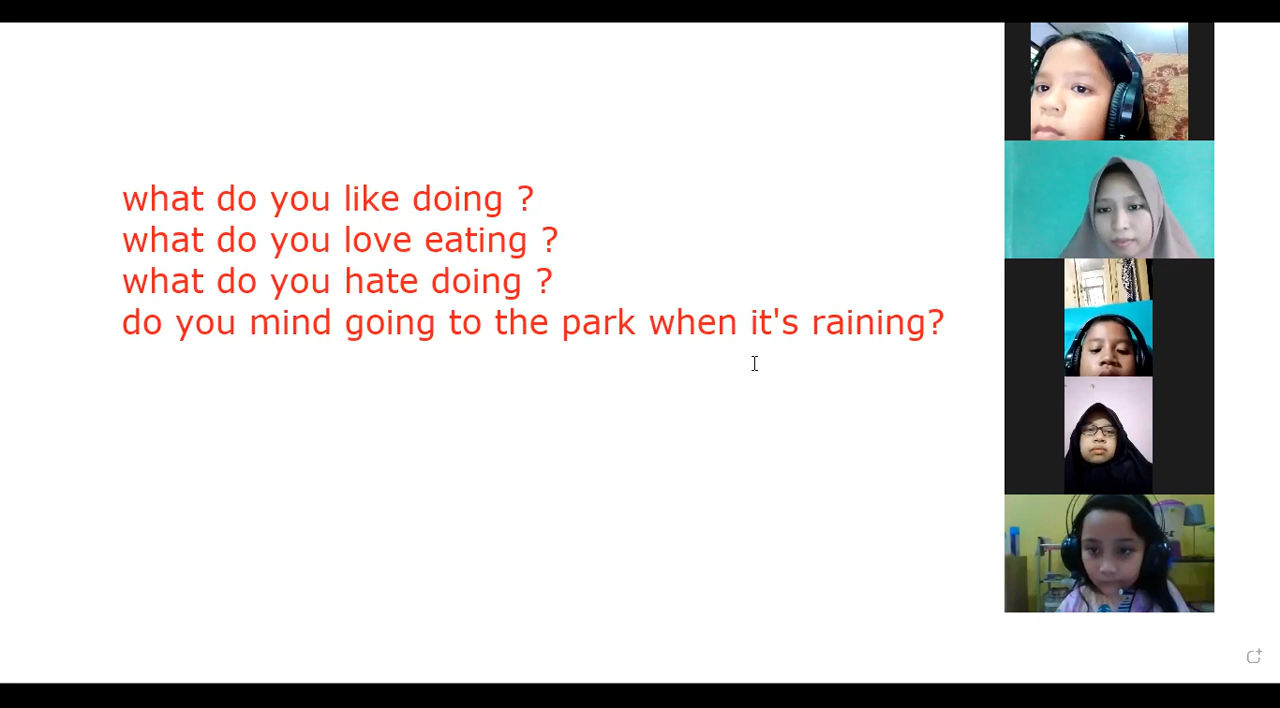 what do you like doing ?
what do you love eating ?
what do you hate doing ?
do you mind going to the park when it's raining?